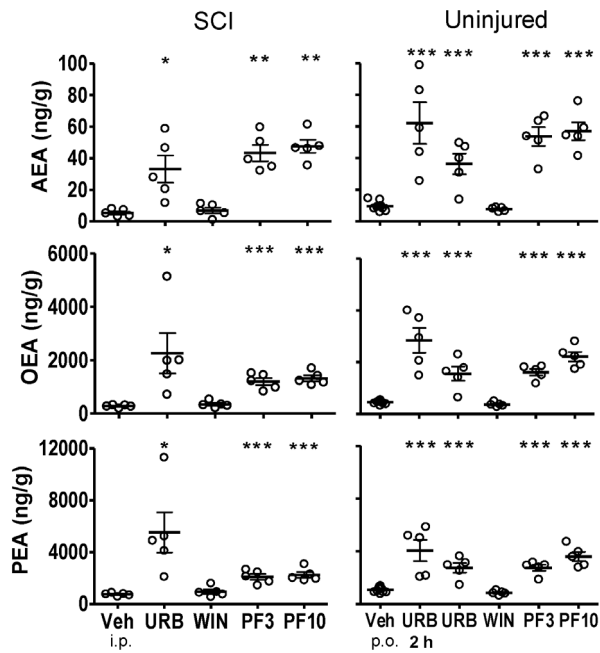 SCI Uninjured
AEA (ng/g)
100
80
60
40
20
0
* ** **
*** *** *** ***
OEA (ng/g)
6000
4000
2000
0
* *** ***
*** *** *** ***
PEA (ng/g)
12000
8000
4000
0
* *** ***
*** *** *** ***
Veh URB WIN PF3 PF10 URB URB WIN PF3 PF10
i.p. p.o. 2 h